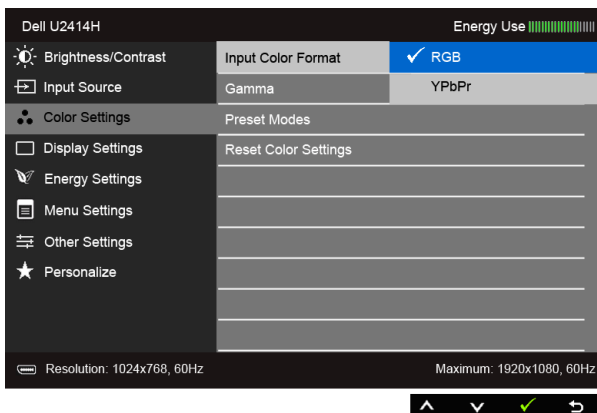 Dell U2414H Energy Use
Brightness/Contrast Input Color Format RGB
Input Source Gamma YPbPr
Color Settings Preset Modes
Display Settings Reset Color Settings
Energy Settings
Menu Settings
Other Settings
Personalize
Resolution: 1024x768, 60Hz Maximum: 1920x1080, 60Hz